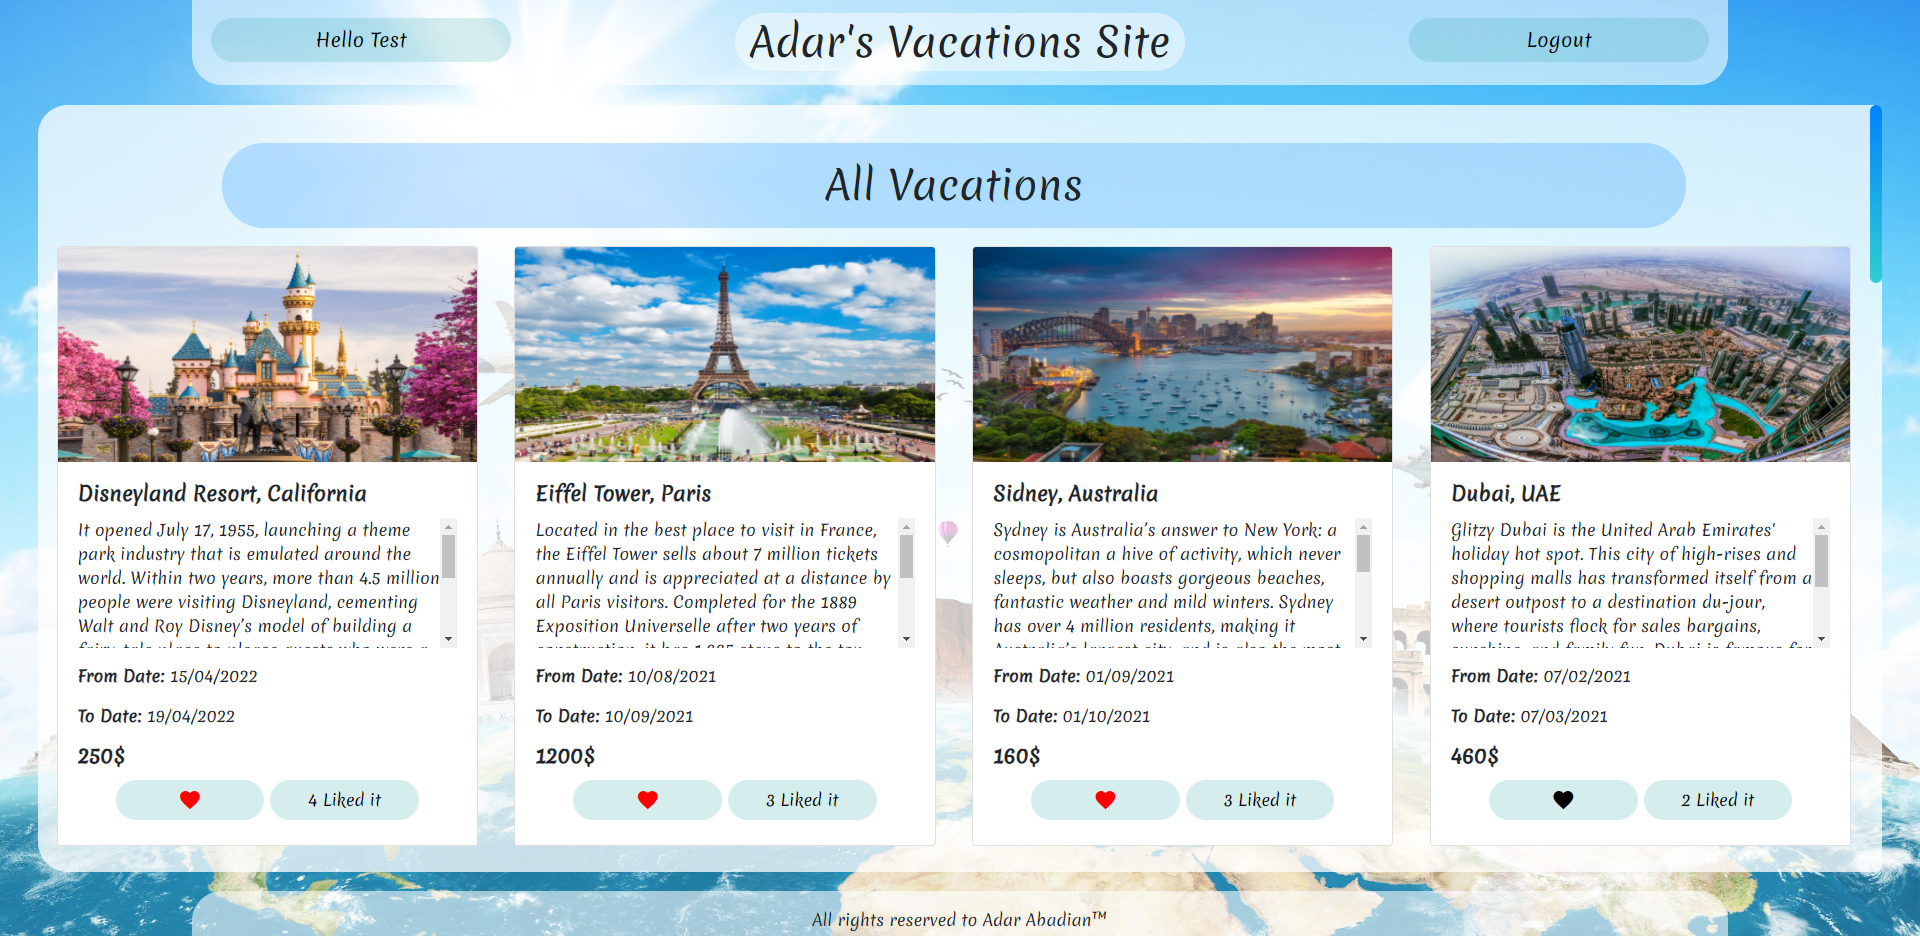 Hello Test
Adar's Vacations Site
Logout
All Vacations
Disneyland Resort, California
It opened July 17, 1955, launching a theme
park industry that is emulated around the
world. Within two years, more than 4.5 million
people were visiting Disneyland, cementing
Walt and Roy Disney’s model of building a
From Date: 15/04/2022
To Date: 19/04/2022
250$
4 Liked it
Eiffel Tower, Paris
Located in the best place to visit in France,
the Eiffel Tower sells about 7 million tickets
annually and is appreciated at a distance by
all Paris visitors. Completed for the 1889
Exposition Universelle after two years of
From Date: 10/08/2021
To Date: 10/09/2021
1200$
3 Liked it
Sidney, Australia
Sydney is Australia’s answer to New York: a
cosmopolitan a hive of activity, which never
sleeps, but also boasts gorgeous beaches,
fantastic weather and mild winters. Sydney
has over 4 million residents, making it
From Date: 01/09/2021
To Date: 01/10/2021
160$
3 Liked it
Dubai, UAE
Glitzy Dubai is the United Arab Emirates'
holiday hot spot. This city of high-rises and
shopping malls has transformed itself from a
desert outpost to a destination du-jour,
where tourists flock for sales bargains,
From Date: 07/02/2021
To Date: 07/03/2021
460$
2 Liked it
All rights reserved to Adar Abadian™